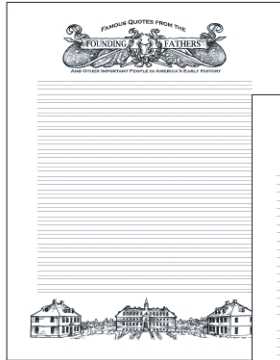 FAMOUS QUOTES FROM THE
FOUNDING FATHERS
AND OTHER IMPORTANT PEOPLE IN AMERICA'S EARLY HISTORY